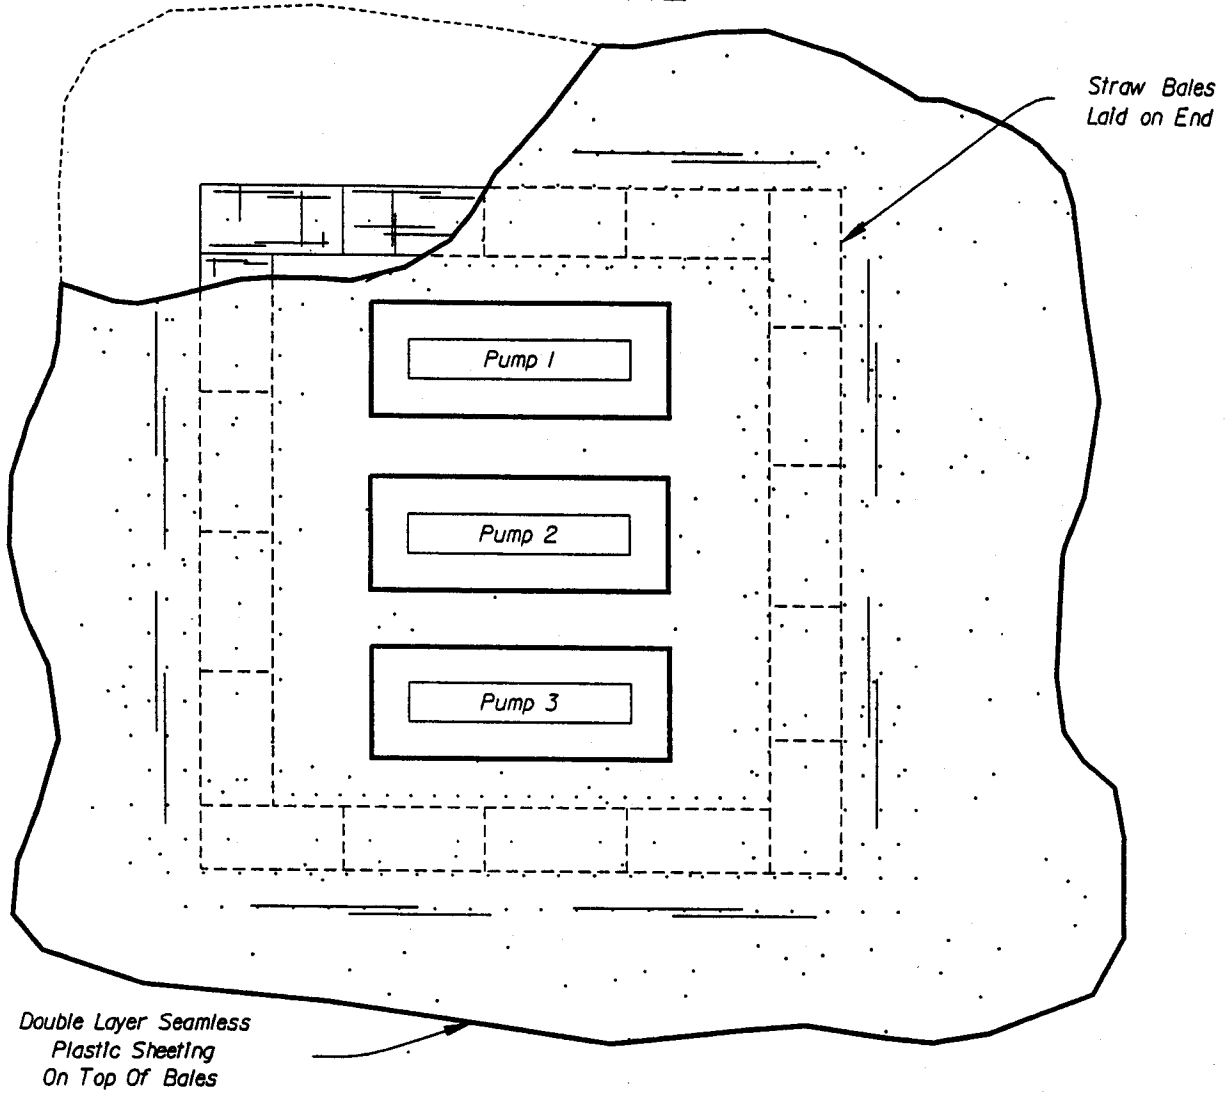 Straw Bales
Laid on End
Pump 1
Pump 2
Pump 3
Double Layer Seamless
Plastic Sheeting
On Top Of Bales